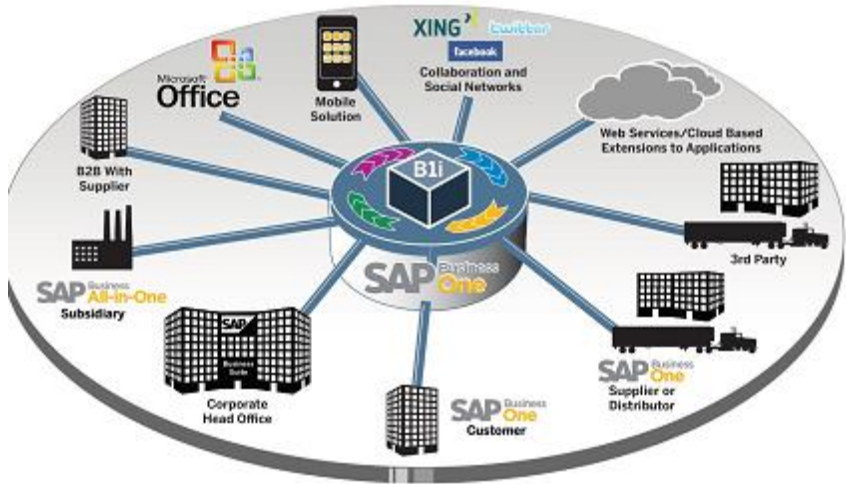 XING
twitter
facebook
Collaboration and
Social Networks
Microsoft
Office
Mobile
Solution
Web Services/Cloud Based
Extensions to Applications
B2B With
Supplier
B1i
3rd Party
SAP Business
One
SAP Business
All-in-One
Subsidiary
SAP
Business
Suite
Corporate
Head Office
SAP Business
One
Customer
SAP Business
One
Supplier or
Distributor